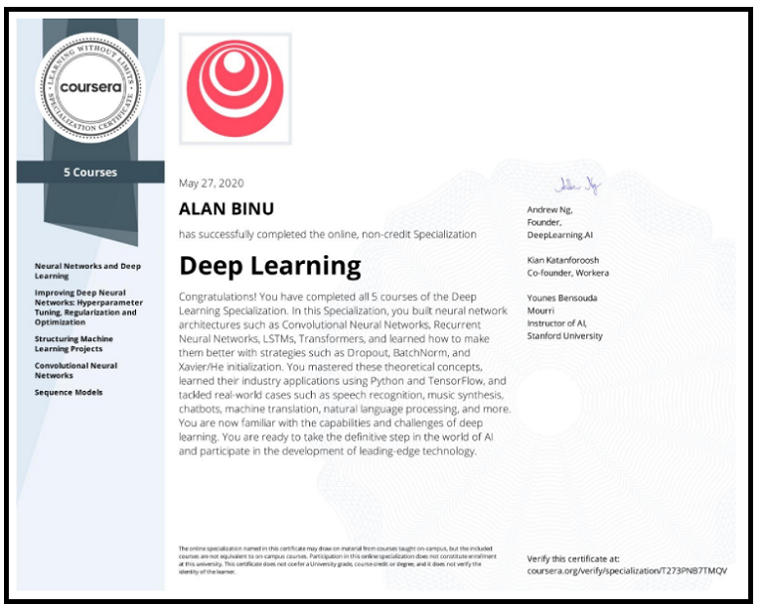 LEARNING WITHOUT LIMITS
coursera
SPECIALIZATION CERTIFICATE
5 Courses
Neural Networks and Deep
Learning
Improving Deep Neural
Networks: Hyperparameter
Tuning, Regularization and
Optimization
Structuring Machine
Learning Projects
Convolutional Neural
Networks
Sequence Models
May 27, 2020
ALAN BINU
has successfully completed the online, non-credit Specialization
Deep Learning
Congratulations! You have completed all 5 courses of the Deep
Learning Specialization. In this Specialization, you built neural network
architectures such as Convolutional Neural Networks, Recurrent
Neural Networks, LSTMs, Transformers, and learned how to make
them better with strategies such as Dropout, BatchNorm, and
Xavier/He initialization. You mastered these theoretical concepts,
learned their industry applications using Python and TensorFlow, and
tackled real-world cases such as speech recognition, music synthesis,
chatbots, machine translation, natural language processing, and more.
You are now familiar with the capabilities and challenges of deep
learning. You are ready to take the definitive step in the world of AI
and participate in the development of leading-edge technology.
The online specialization named in this certificate may draw on material from courses taught on-campus, but the included
courses are not equivalent to on-campus courses. Participation in this online specialization does not constitute enrollment
at this university. This certificate does not confer a University grade, course credit or degree, and it does not verify the
identity of the learner.
Andrew Ng,
Founder,
DeepLearning.AI
Kian Katanforoosh
Co-founder, Workera
Younes Bensouda
Mourri
Instructor of AI,
Stanford University
Verify this certificate at:
coursera.org/verify/specialization/T273PNB7TMQV